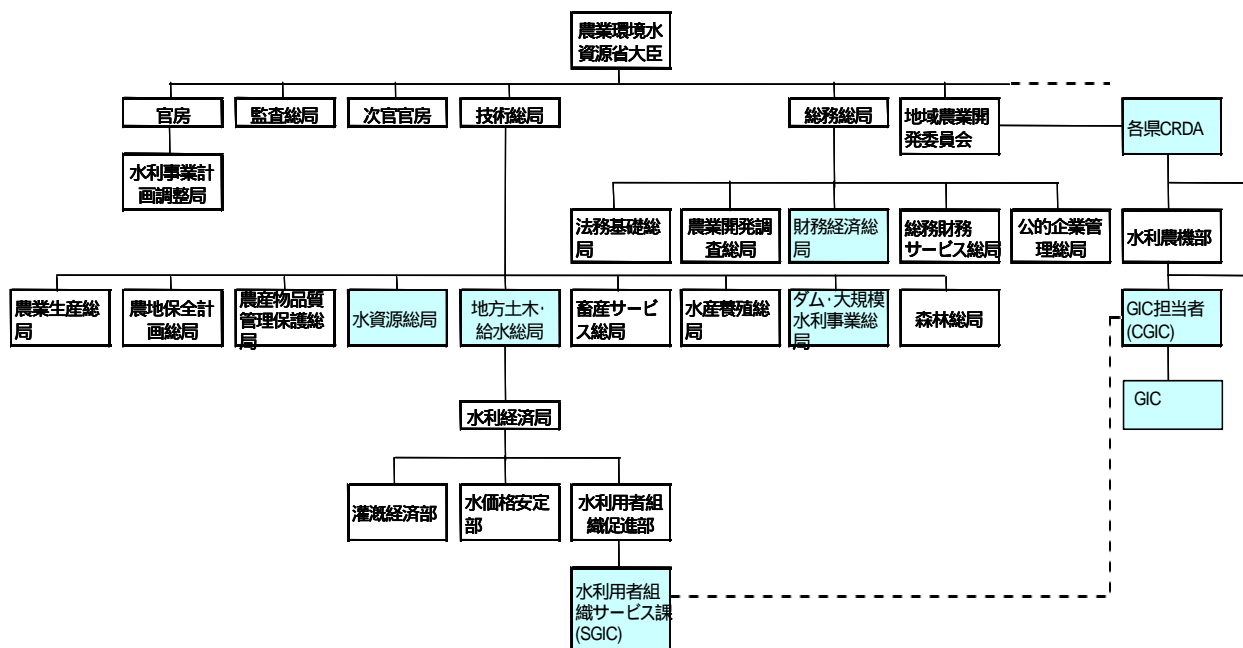 農業環境水
資源省大臣
官房
監査総局
次官官房
技術総局
総務総局
地域農業開
発委員会
各県CRDA
水利事業計
画調整局
法務基礎総
局
農業開発調
査総局
財務経済総
局
総務財務
サービス総局
公的企業管
理総局
水利農機部
農業生産総
局
農地保全計
画総局
農産物品質
管理保護総
局
水資源総局
地方土木・
給水総局
畜産サービ
ス総局
水産養殖総
局
ダム・大規模
水利事業総
局
森林総局
GIC担当者
(CGIC)
GIC
水利経済局
灌漑経済部
水価格安定
部
水利用者組
織促進部
水利用者組
織サービス課
(SGIC)